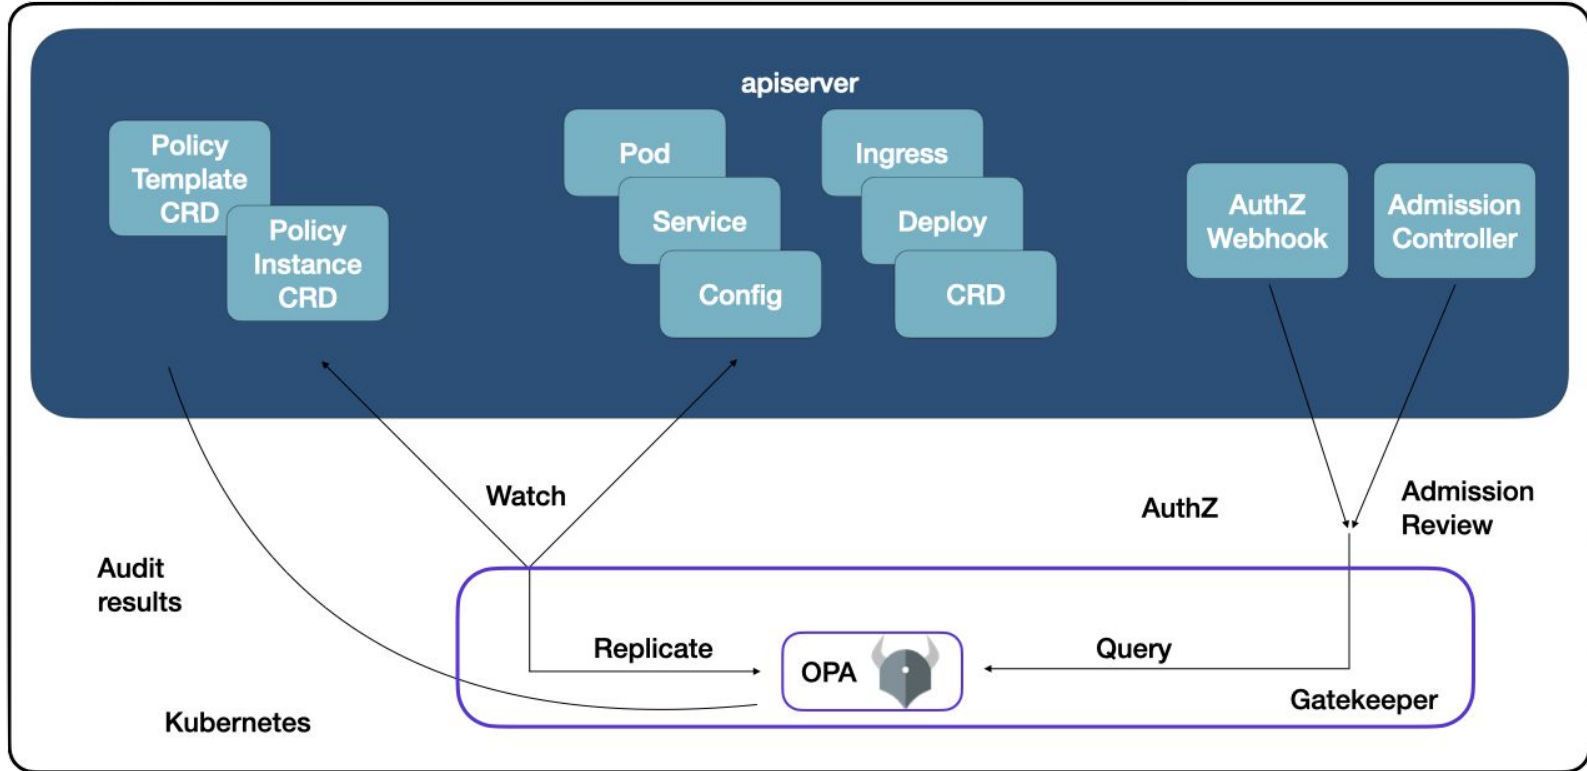 apiserver
Policy
Template
CRD
Policy
Instance
CRD
Pod
Service
Config
Ingress
Deploy
CRD
AuthZ
Webhook
Admission
Controller
Watch
AuthZ
Admission
Review
Audit
results
Replicate
OPA
Query
Gatekeeper
Kubernetes